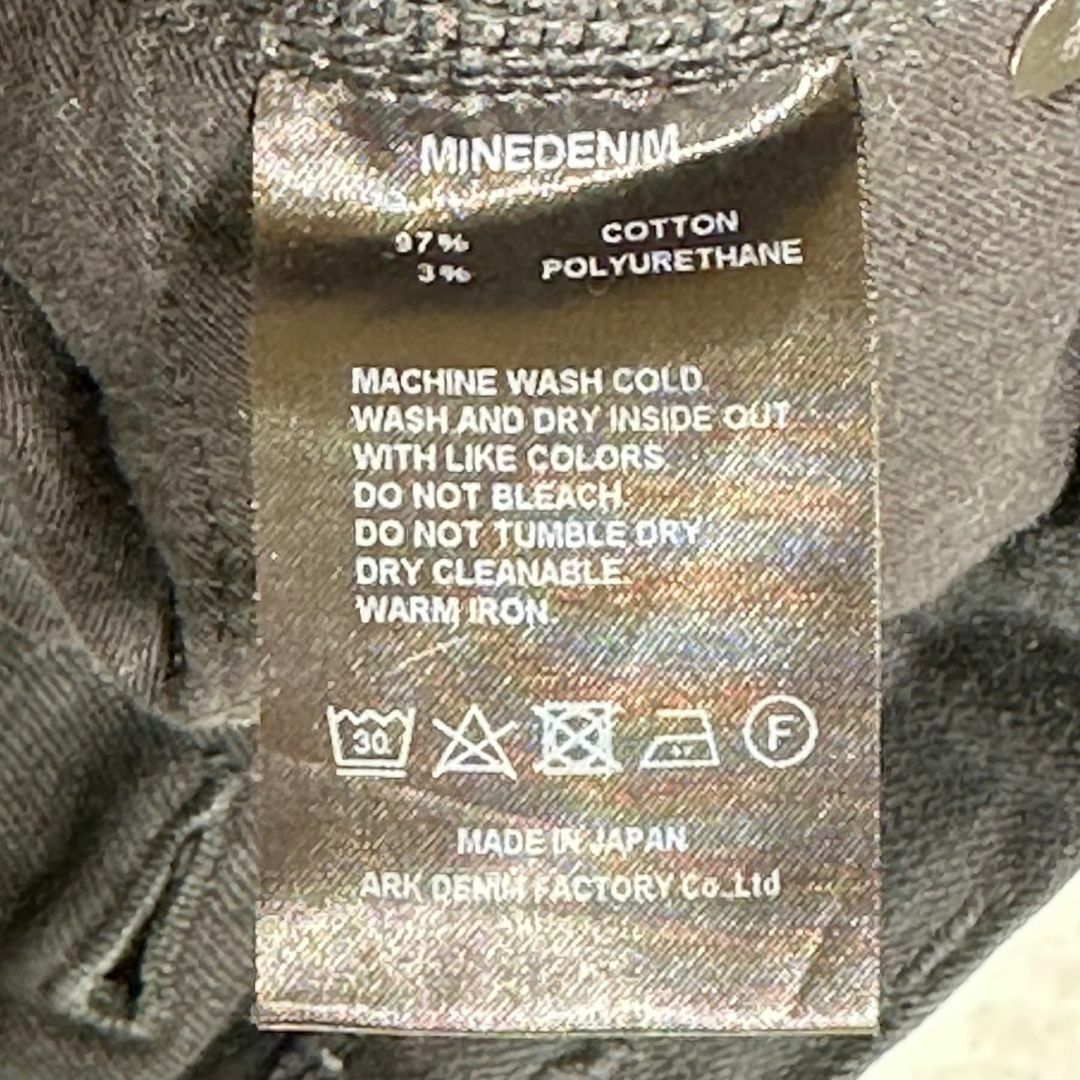 MINEDENIM
97% COTTON
3% POLYURETHANE
MACHINE WASH COLD.
WASH AND DRY INSIDE OUT
WITH LIKE COLORS.
DO NOT BLEACH.
DO NOT TUMBLE DRY.
DRY CLEANABLE.
WARM IRON.
30 F
MADE IN JAPAN
ARK DENIM FACTORY Co.,Ltd